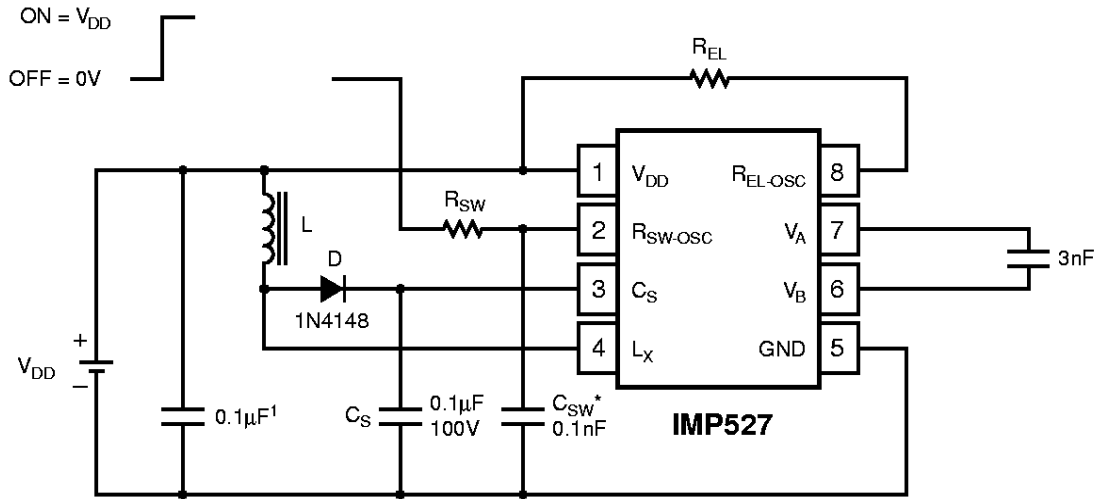 ON = VDD
OFF = 0V
REL
1 VDD
REL-OSC 8
RSW
2 RSW-OSC
VA 7
L
3nF
D
1N4148
3 CS
VB 6
4 LX
GND 5
VDD
+
–
0.1µF1
CS
0.1µF
100V
CSW*
0.1nF
IMP527